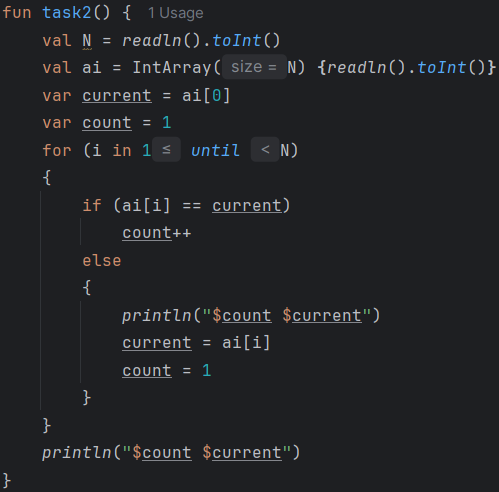 fun task2() { 1 Usage
    val N = readln().toInt()
    val ai = IntArray( size = N) {readln().toInt()}
    var current = ai[0]
    var count = 1
    for (i in 1 ≤ until < N)
    {
        if (ai[i] == current)
            count++
        else
        {
            println("$count $current")
            current = ai[i]
            count = 1
        }
    }
    println("$count $current")
}